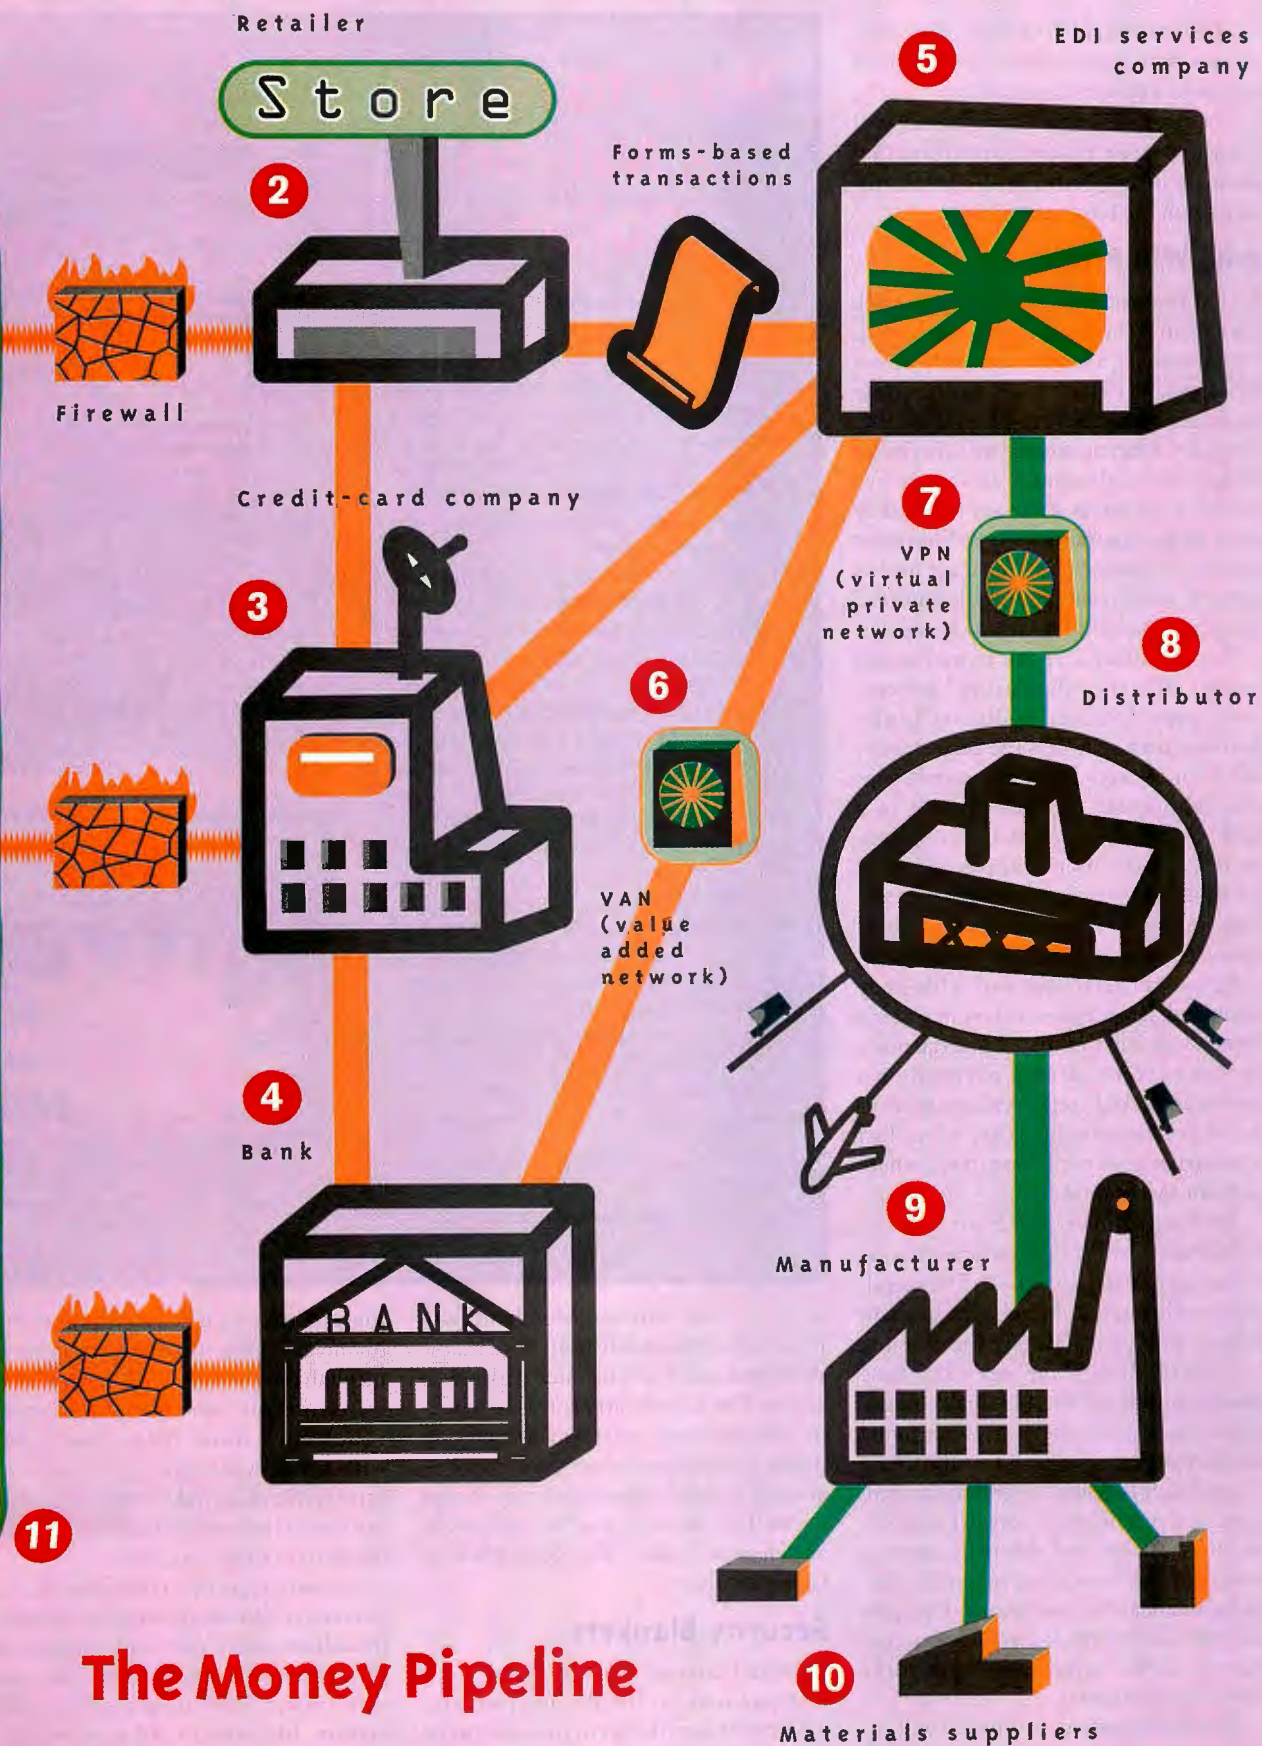 Retailer
Store
2
Firewall
Forms-based
transactions
5
EDI services
company
Credit-card company
3
7
VPN
(virtual
private
network)
6
VAN
(value
added
network)
8
Distributor
4
Bank
BANK
9
Manufacturer
11
The Money Pipeline
10
Materials suppliers